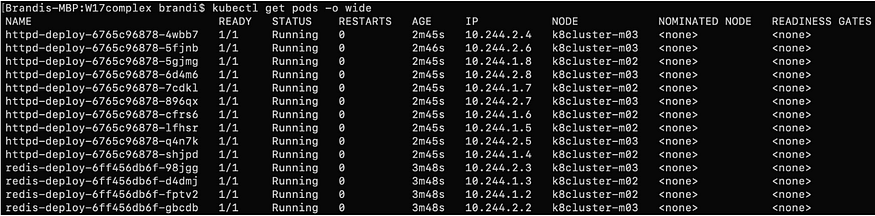 [Brandis-MBP:W17complex brandi$ kubectl get pods -o wide
NAME READY STATUS RESTARTS AGE IP NODE NOMINATED NODE READINESS GATES
httpd-deploy-6765c96878-4wbb7 1/1 Running 0 2m45s 10.244.2.4 k8cluster-m03 <none> <none>
httpd-deploy-6765c96878-5fjnb 1/1 Running 0 2m46s 10.244.2.6 k8cluster-m03 <none> <none>
httpd-deploy-6765c96878-5gjmg 1/1 Running 0 2m45s 10.244.1.8 k8cluster-m02 <none> <none>
httpd-deploy-6765c96878-6d4m6 1/1 Running 0 2m45s 10.244.2.8 k8cluster-m03 <none> <none>
httpd-deploy-6765c96878-7cdkl 1/1 Running 0 2m45s 10.244.1.7 k8cluster-m02 <none> <none>
httpd-deploy-6765c96878-896qx 1/1 Running 0 2m45s 10.244.2.7 k8cluster-m03 <none> <none>
httpd-deploy-6765c96878-cfrs6 1/1 Running 0 2m45s 10.244.1.6 k8cluster-m02 <none> <none>
httpd-deploy-6765c96878-lfhsr 1/1 Running 0 2m45s 10.244.1.5 k8cluster-m02 <none> <none>
httpd-deploy-6765c96878-q4n7k 1/1 Running 0 2m45s 10.244.2.5 k8cluster-m03 <none> <none>
httpd-deploy-6765c96878-shjpd 1/1 Running 0 2m45s 10.244.1.4 k8cluster-m02 <none> <none>
redis-deploy-6ff456db6f-98jgg 1/1 Running 0 3m48s 10.244.2.3 k8cluster-m03 <none> <none>
redis-deploy-6ff456db6f-d4dmj 1/1 Running 0 3m48s 10.244.1.3 k8cluster-m02 <none> <none>
redis-deploy-6ff456db6f-fptv2 1/1 Running 0 3m48s 10.244.1.2 k8cluster-m02 <none> <none>
redis-deploy-6ff456db6f-gbcdb 1/1 Running 0 3m48s 10.244.2.2 k8cluster-m03 <none> <none>